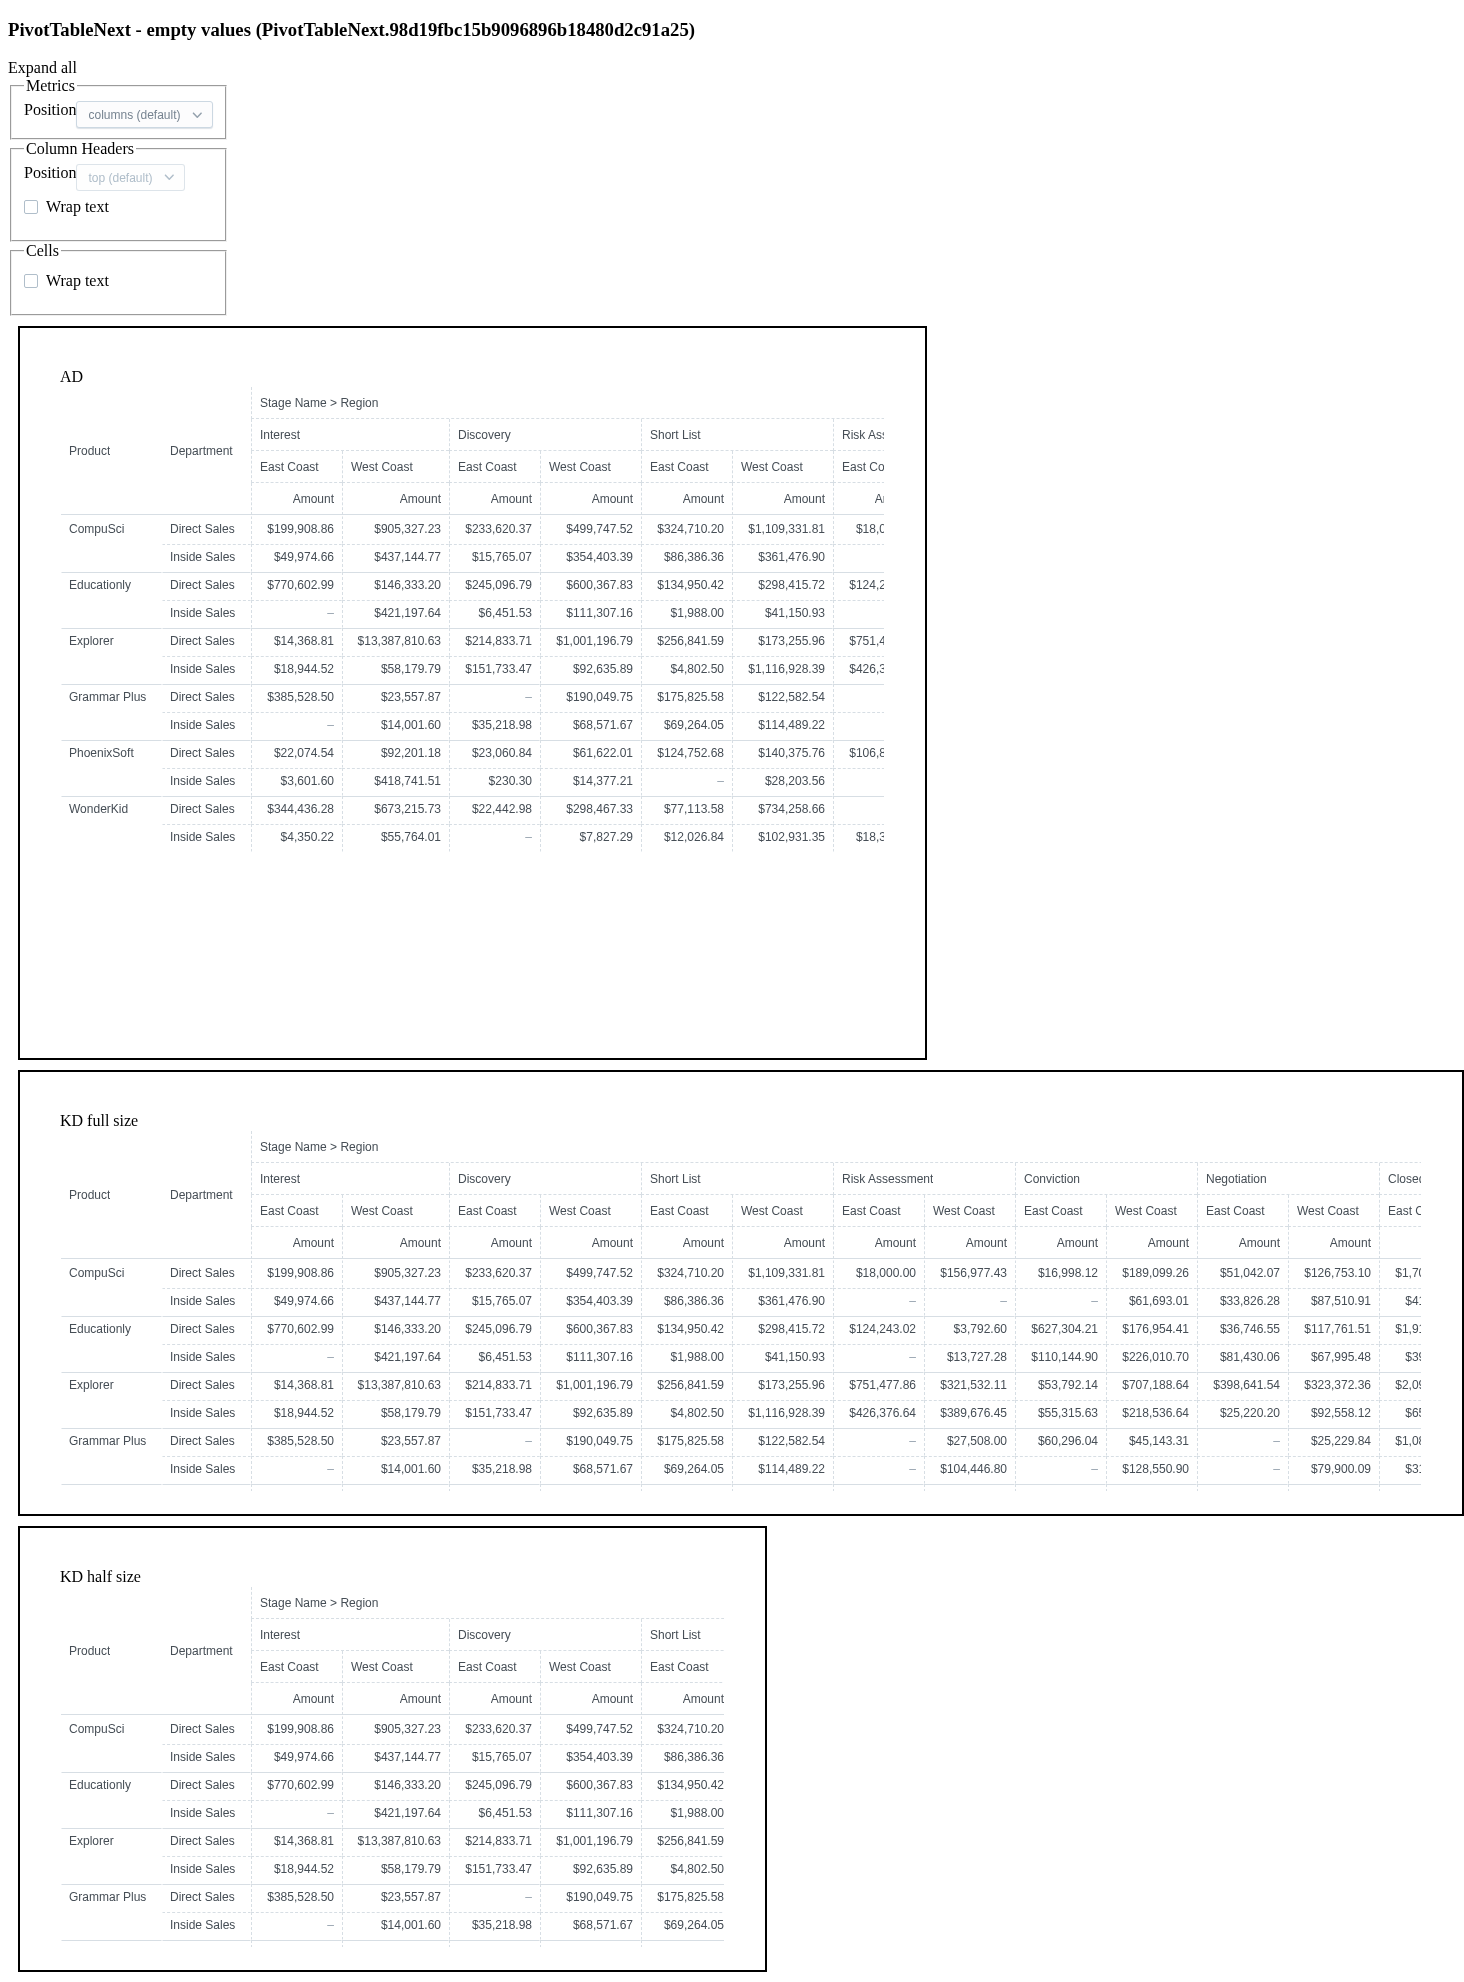 PivotTableNext - empty values (PivotTableNext.98d19fbc15b9096896b18480d2c91a25)
Expand all
Metrics
Position columns (default)
Column Headers
Position top (default)
Wrap text
Cells
Wrap text
AD
Stage Name > Region
Interest Discovery Short List Risk Ass
Product Department
East Coast West Coast East Coast West Coast East Coast West Coast East Co
Amount Amount Amount Amount Amount Amount A
CompuSci Direct Sales $199,908.86 $905,327.23 $233,620.37 $499,747.52 $324,710.20 $1,109,331.81 $18,0
Inside Sales $49,974.66 $437,144.77 $15,765.07 $354,403.39 $86,386.36 $361,476.90
Educationly Direct Sales $770,602.99 $146,333.20 $245,096.79 $600,367.83 $134,950.42 $298,415.72 $124,2
Inside Sales – $421,197.64 $6,451.53 $111,307.16 $1,988.00 $41,150.93
Explorer Direct Sales $14,368.81 $13,387,810.63 $214,833.71 $1,001,196.79 $256,841.59 $173,255.96 $751,4
Inside Sales $18,944.52 $58,179.79 $151,733.47 $92,635.89 $4,802.50 $1,116,928.39 $426,3
Grammar Plus Direct Sales $385,528.50 $23,557.87 – $190,049.75 $175,825.58 $122,582.54
Inside Sales – $14,001.60 $35,218.98 $68,571.67 $69,264.05 $114,489.22
PhoenixSoft Direct Sales $22,074.54 $92,201.18 $23,060.84 $61,622.01 $124,752.68 $140,375.76 $106,8
Inside Sales $3,601.60 $418,741.51 $230.30 $14,377.21 – $28,203.56
WonderKid Direct Sales $344,436.28 $673,215.73 $22,442.98 $298,467.33 $77,113.58 $734,258.66
Inside Sales $4,350.22 $55,764.01 – $7,827.29 $12,026.84 $102,931.35 $18,3
KD full size
Stage Name > Region
Interest Discovery Short List Risk Assessment Conviction Negotiation Closed
Product Department
East Coast West Coast East Coast West Coast East Coast West Coast East Coast West Coast East Coast West Coast East Coast West Coast East C
Amount Amount Amount Amount Amount Amount Amount Amount Amount Amount Amount Amount
CompuSci Direct Sales $199,908.86 $905,327.23 $233,620.37 $499,747.52 $324,710.20 $1,109,331.81 $18,000.00 $156,977.43 $16,998.12 $189,099.26 $51,042.07 $126,753.10 $1,70
Inside Sales $49,974.66 $437,144.77 $15,765.07 $354,403.39 $86,386.36 $361,476.90 – – – $61,693.01 $33,826.28 $87,510.91 $41
Educationly Direct Sales $770,602.99 $146,333.20 $245,096.79 $600,367.83 $134,950.42 $298,415.72 $124,243.02 $3,792.60 $627,304.21 $176,954.41 $36,746.55 $117,761.51 $1,91
Inside Sales – $421,197.64 $6,451.53 $111,307.16 $1,988.00 $41,150.93 – $13,727.28 $110,144.90 $226,010.70 $81,430.06 $67,995.48 $39
Explorer Direct Sales $14,368.81 $13,387,810.63 $214,833.71 $1,001,196.79 $256,841.59 $173,255.96 $751,477.86 $321,532.11 $53,792.14 $707,188.64 $398,641.54 $323,372.36 $2,09
Inside Sales $18,944.52 $58,179.79 $151,733.47 $92,635.89 $4,802.50 $1,116,928.39 $426,376.64 $389,676.45 $55,315.63 $218,536.64 $25,220.20 $92,558.12 $65
Grammar Plus Direct Sales $385,528.50 $23,557.87 – $190,049.75 $175,825.58 $122,582.54 – $27,508.00 $60,296.04 $45,143.31 – $25,229.84 $1,08
Inside Sales – $14,001.60 $35,218.98 $68,571.67 $69,264.05 $114,489.22 – $104,446.80 – $128,550.90 – $79,900.09 $31
KD half size
Stage Name > Region
Interest Discovery Short List
Product Department
East Coast West Coast East Coast West Coast East Coast
Amount Amount Amount Amount Amount
CompuSci Direct Sales $199,908.86 $905,327.23 $233,620.37 $499,747.52 $324,710.20
Inside Sales $49,974.66 $437,144.77 $15,765.07 $354,403.39 $86,386.36
Educationly Direct Sales $770,602.99 $146,333.20 $245,096.79 $600,367.83 $134,950.42
Inside Sales – $421,197.64 $6,451.53 $111,307.16 $1,988.00
Explorer Direct Sales $14,368.81 $13,387,810.63 $214,833.71 $1,001,196.79 $256,841.59
Inside Sales $18,944.52 $58,179.79 $151,733.47 $92,635.89 $4,802.50
Grammar Plus Direct Sales $385,528.50 $23,557.87 – $190,049.75 $175,825.58
Inside Sales – $14,001.60 $35,218.98 $68,571.67 $69,264.05